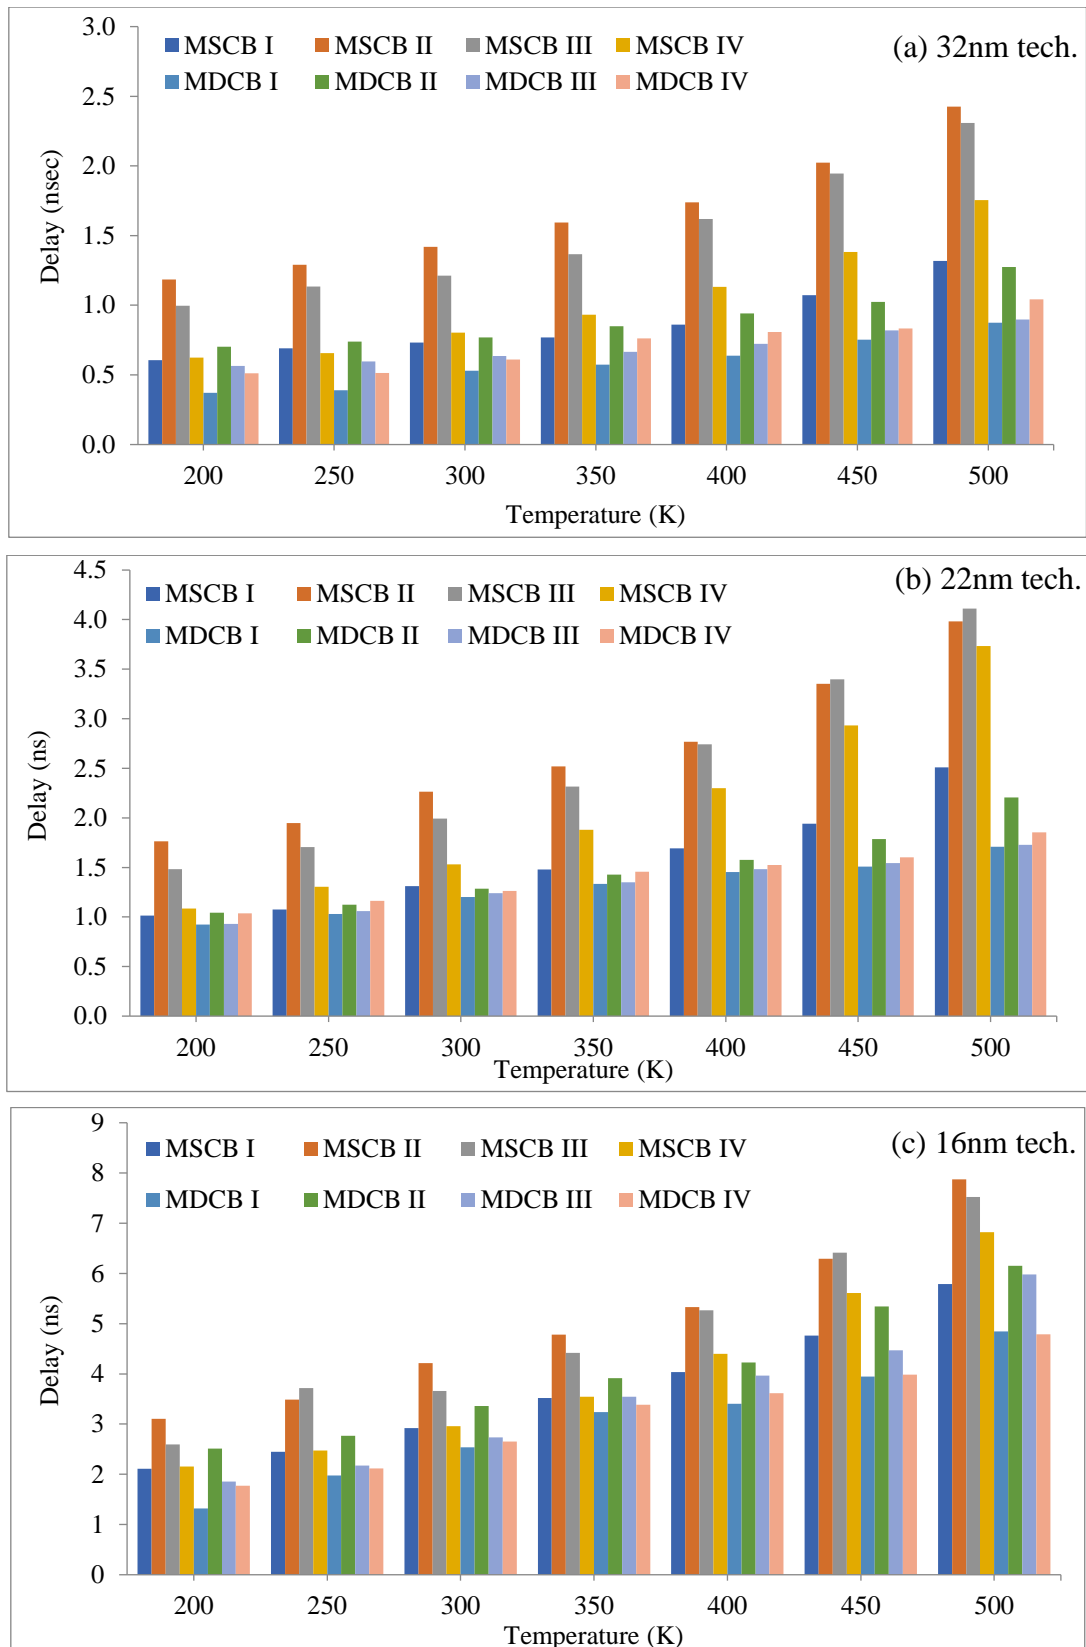 3.0
MSCB I MSCB II MSCB III MSCB IV
(a) 32nm tech.
MDCB I MDCB II MDCB III MDCB IV
2.5
2.0
Delay (nsec)
1.5
1.0
0.5
0.0
200 250 300 350 400 450 500
Temperature (K)
4.5
(b) 22nm tech.
MSCB I MSCB II MSCB III MSCB IV
4.0
MDCB I MDCB II MDCB III MDCB IV
3.5
3.0
2.5
Delay (ns)
2.0
1.5
1.0
0.5
0.0
200 250 300 350 400 450 500
Temperature (K)
9
MSCB I MSCB II MSCB III MSCB IV
(c) 16nm tech.
8
MDCB I MDCB II MDCB III MDCB IV
7
6
5
Delay (ns)
4
3
2
1
0
200 250 300 350 400 450 500
Temperature (K)